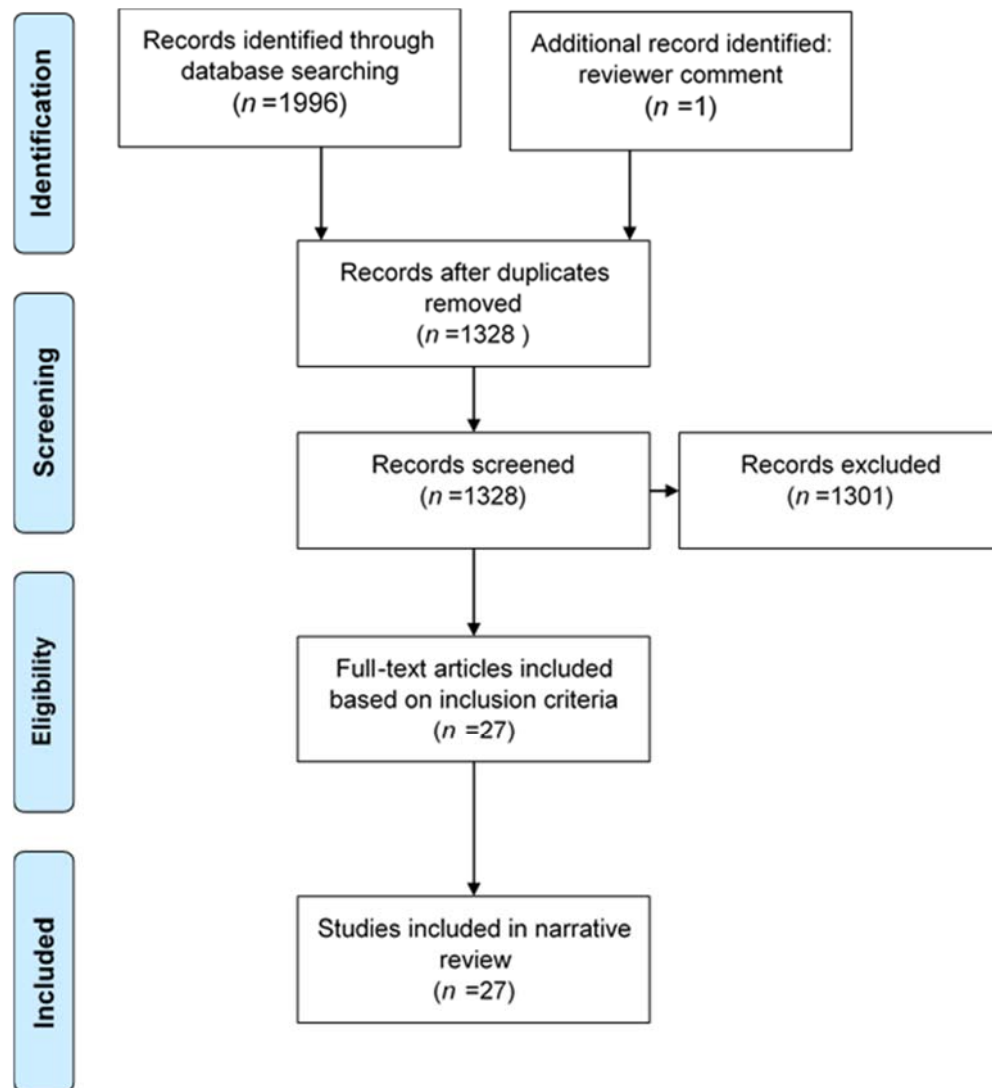 Identification
Records identified through
database searching
(n =1996)
Additional record identified:
reviewer comment
(n =1)
Records after duplicates
removed
(n =1328 )
Screening
Records screened
(n =1328)
Records excluded
(n =1301)
Eligibility
Full-text articles included
based on inclusion criteria
(n =27)
Included
Studies included in narrative
review
(n =27)